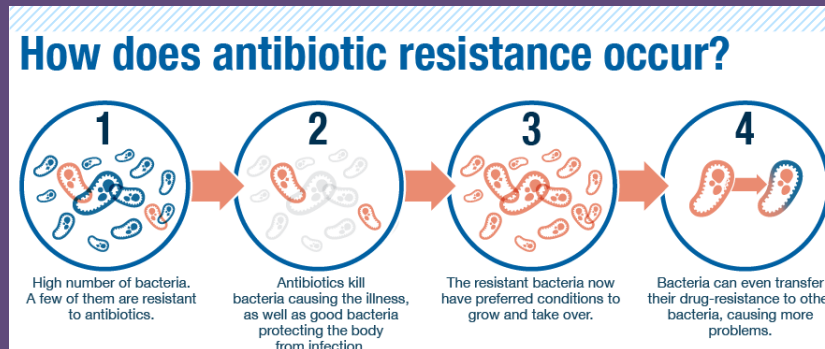 How does antibiotic resistance occur?
1
High number of bacteria.
A few of them are resistant
to antibiotics.
2
Antibiotics kill
bacteria causing the illness,
as well as good bacteria
protecting the body
from infection
3
The resistant bacteria now
have preferred conditions to
grow and take over.
4
Bacteria can even transfer
their drug-resistance to othe
bacteria, causing more
problems.